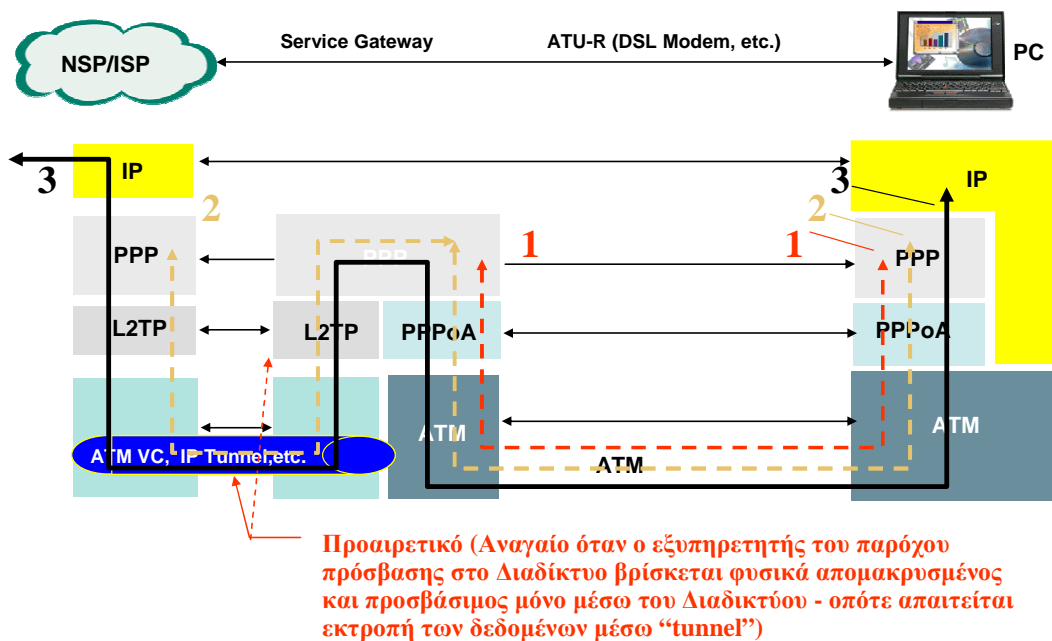 Service Gateway
ATU-R (DSL Modem, etc.)
NSP/ISP
PC
3
IP
3
IP
2
2
1
1
PPP
PPP
PPP
L2TP
L2TP
PPPoA
PPPoA
ATM
ATM
ATM VC, IP Tunnel,etc.
ATM
Προαιρετικό (Αναγαίο όταν ο εξυπηρετητής του παρόχου
πρόσβασης στο Διαδίκτυο βρίσκεται φυσικά απομακρυσμένος
και προσβάσιμος μόνο μέσω του Διαδικτύου - οπότε απαιτείται
εκτροπή των δεδομένων μέσω “tunnel”)